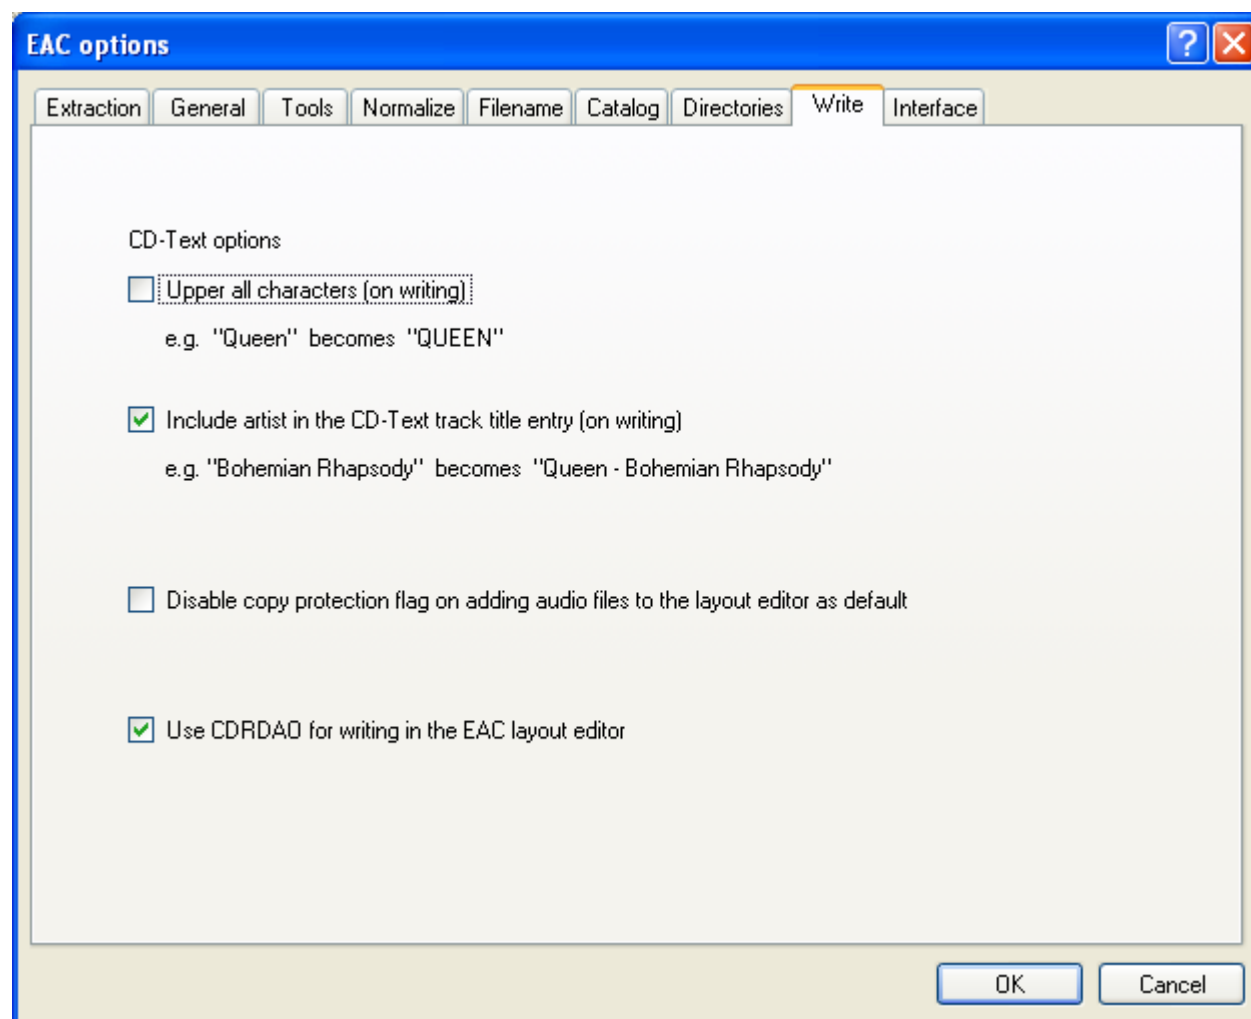 EAC options
Extraction General Tools Normalize Filename Catalog Directories Write Interface
CD-Text options
Upper all characters (on writing)
e.g. "Queen" becomes "QUEEN"
Include artist in the CD-Text track title entry (on writing)
e.g. "Bohemian Rhapsody" becomes "Queen - Bohemian Rhapsody"
Disable copy protection flag on adding audio files to the layout editor as default
Use CDRDAO for writing in the EAC layout editor
OK Cancel